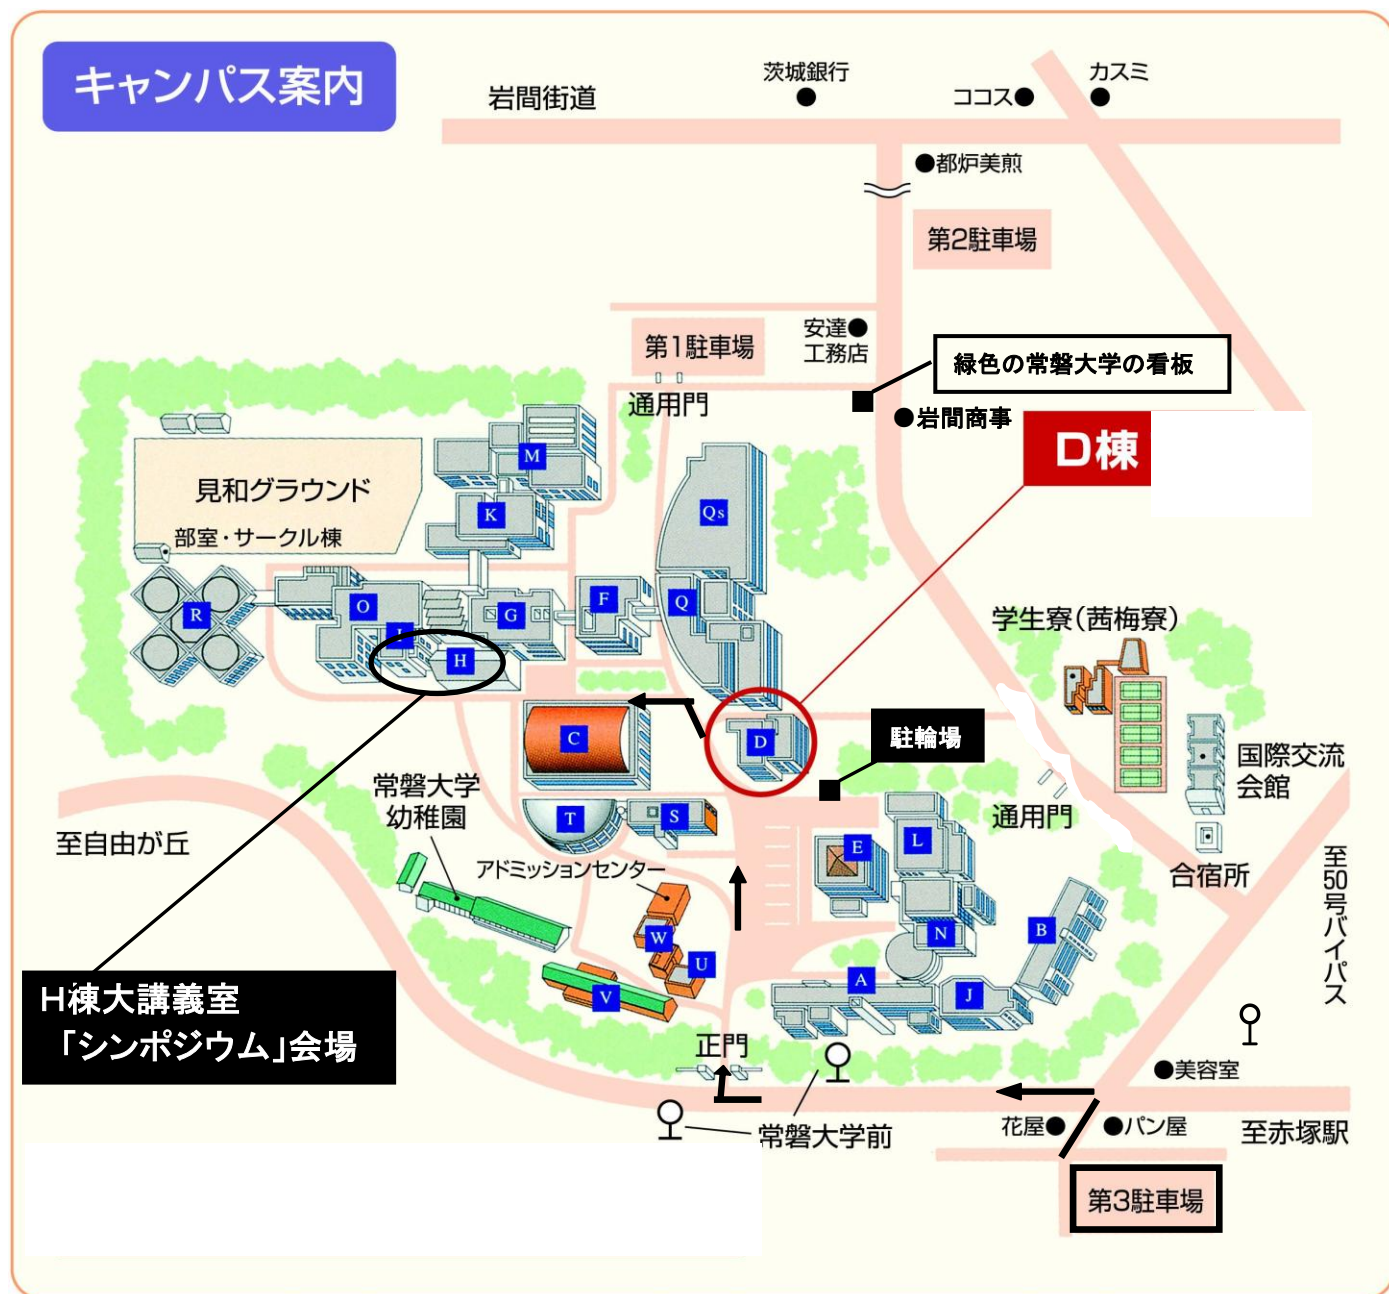 キャンパス案内
茨城銀行
カスミ
岩間街道
ココス●
●都炉美煎
第2駐車場
安達●
工務店
第1駐車場
緑色の常磐大学の看板
通用門
●岩間商事
D棟
M
見和グラウンド
K
Qs
部室・サークル棟
R
O
I
G
F
Q
H
学生寮(茜梅寮)
C
D
駐輪場
国際交流
会館
常磐大学
幼稚園
T
S
通用門
至自由が丘
E
L
アドミッションセンター
合宿所
至50号バイパス
W
U
N
B
V
A
J
H棟大講義室
「シンポジウム」会場
正門
●美容室
花屋●
●パン屋
至赤塚駅
常磐大学前
第3駐車場